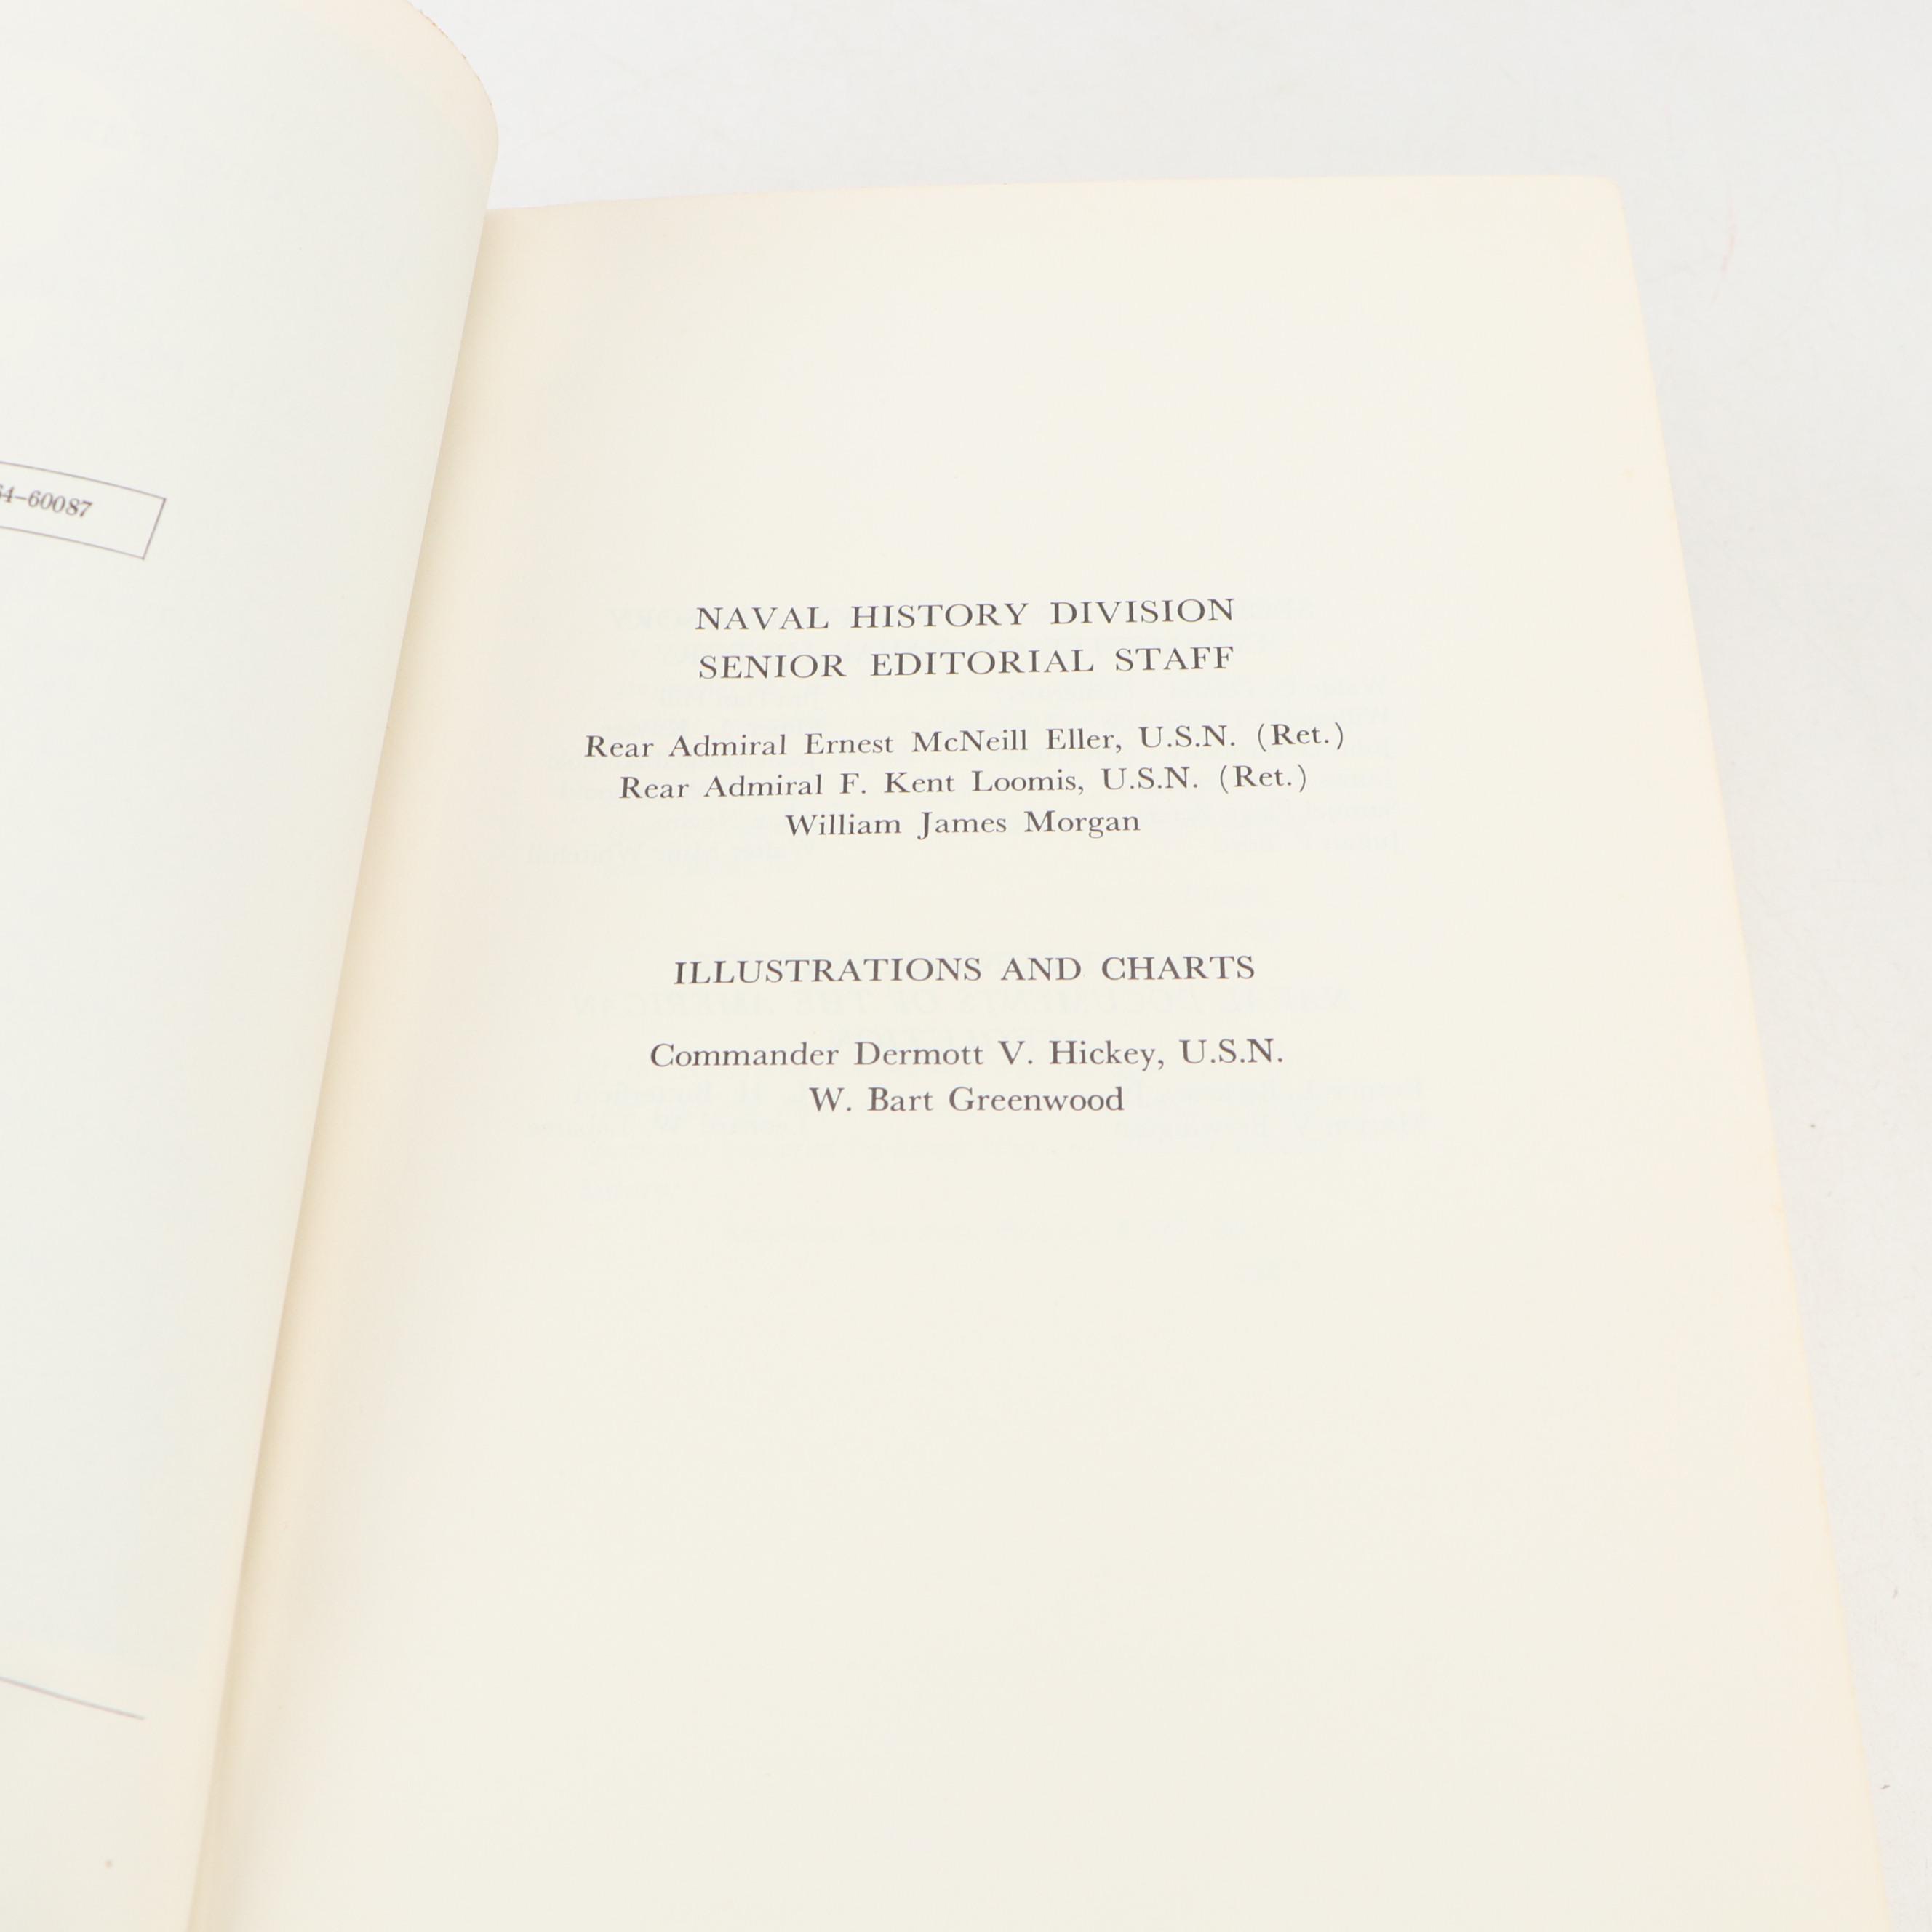 4-60087
NAVAL HISTORY DIVISION
SENIOR EDITORIAL STAFF
Rear Admiral Ernest McNeill Eller, U.S.N. (Ret.)
Rear Admiral F. Kent Loomis, U.S.N. (Ret.)
William James Morgan
ILLUSTRATIONS AND CHARTS
Commander Dermott V. Hickey, U.S.N.
W. Bart Greenwood